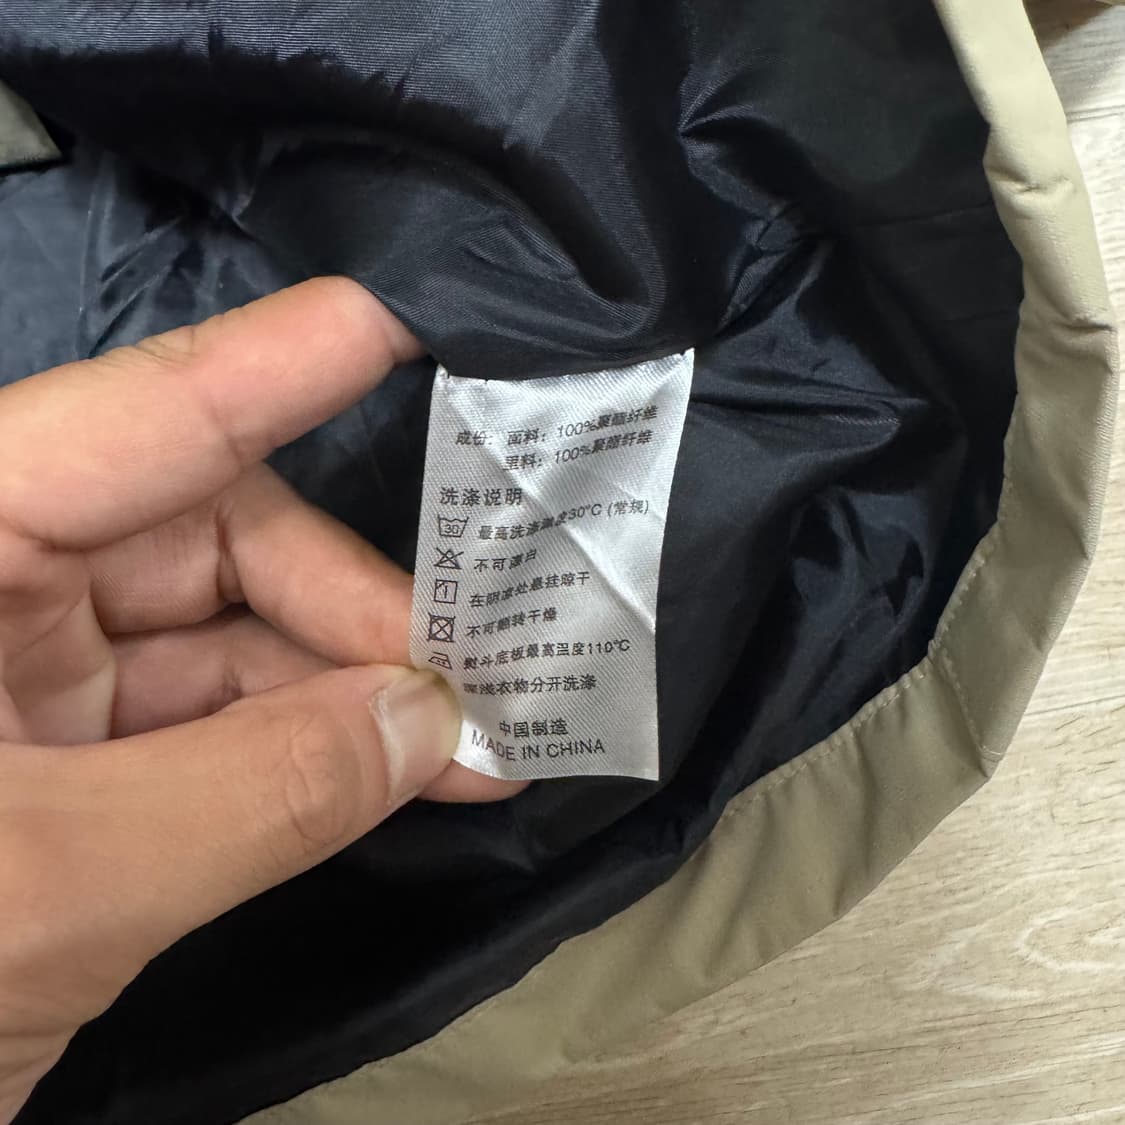 成份：面料：100%聚酯纤维
里料：100%聚酯纤维
洗涤说明
30 最高洗涤温度30°C (常规)
不可漂白
在阴凉处悬挂晾干
不可翻转干燥
熨斗底板最高温度110°C
深浅衣物分开洗涤
中国制造
MADE IN CHINA